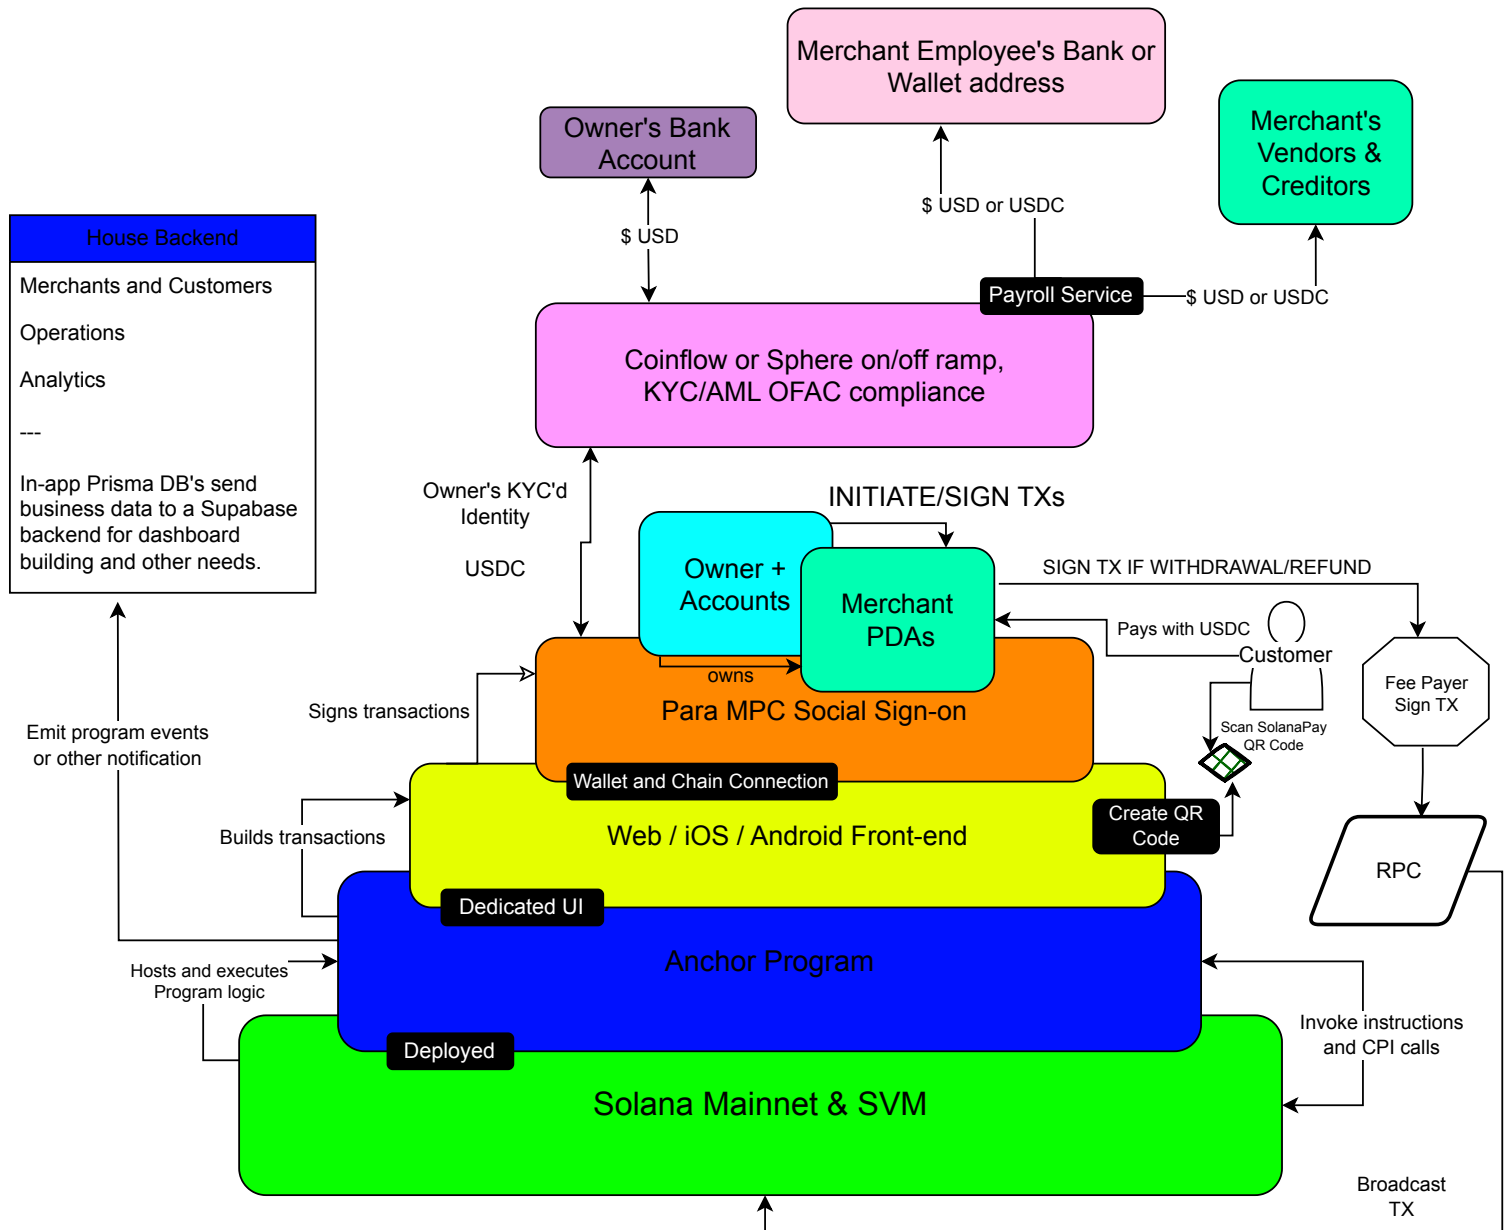 Merchant Employee's Bank or
Wallet address
Owner's Bank
Account
Merchant's
Vendors &
Creditors
$ USD or USDC
$ USD
Payroll Service
$ USD or USDC
House Backend
Merchants and Customers
Operations
Analytics
---
In-app Prisma DB's send
business data to a Supabase
backend for dashboard
building and other needs.
Coinflow or Sphere on/off ramp,
KYC/AML OFAC compliance
Owner's KYC'd
Identity
USDC
INITIATE/SIGN TXs
Owner +
Accounts
Merchant
PDAs
owns
SIGN TX IF WITHDRAWAL/REFUND
Pays with USDC
Customer
Fee Payer
Sign TX
Scan SolanaPay
QR Code
Signs transactions
Para MPC Social Sign-on
Emit program events
or other notification
Wallet and Chain Connection
Builds transactions
Web / iOS / Android Front-end
Create QR
Code
RPC
Dedicated UI
Anchor Program
Hosts and executes
Program logic
Invoke instructions
and CPI calls
Deployed
Solana Mainnet & SVM
Broadcast
TX